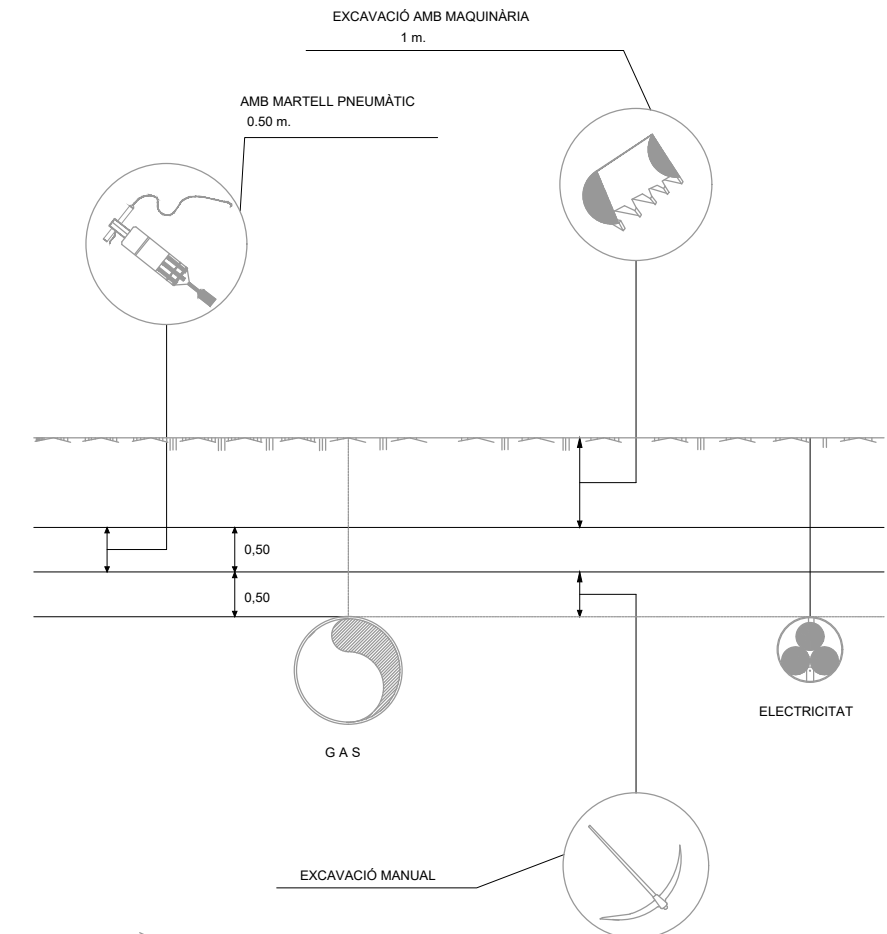 EXCAVACIÓ AMB MAQUINÀRIA
1 m.
AMB MARTELL PNEUMÀTIC
0.50 m.
0,50
0,50
ELECTRICITAT
G A S
EXCAVACIÓ MANUAL